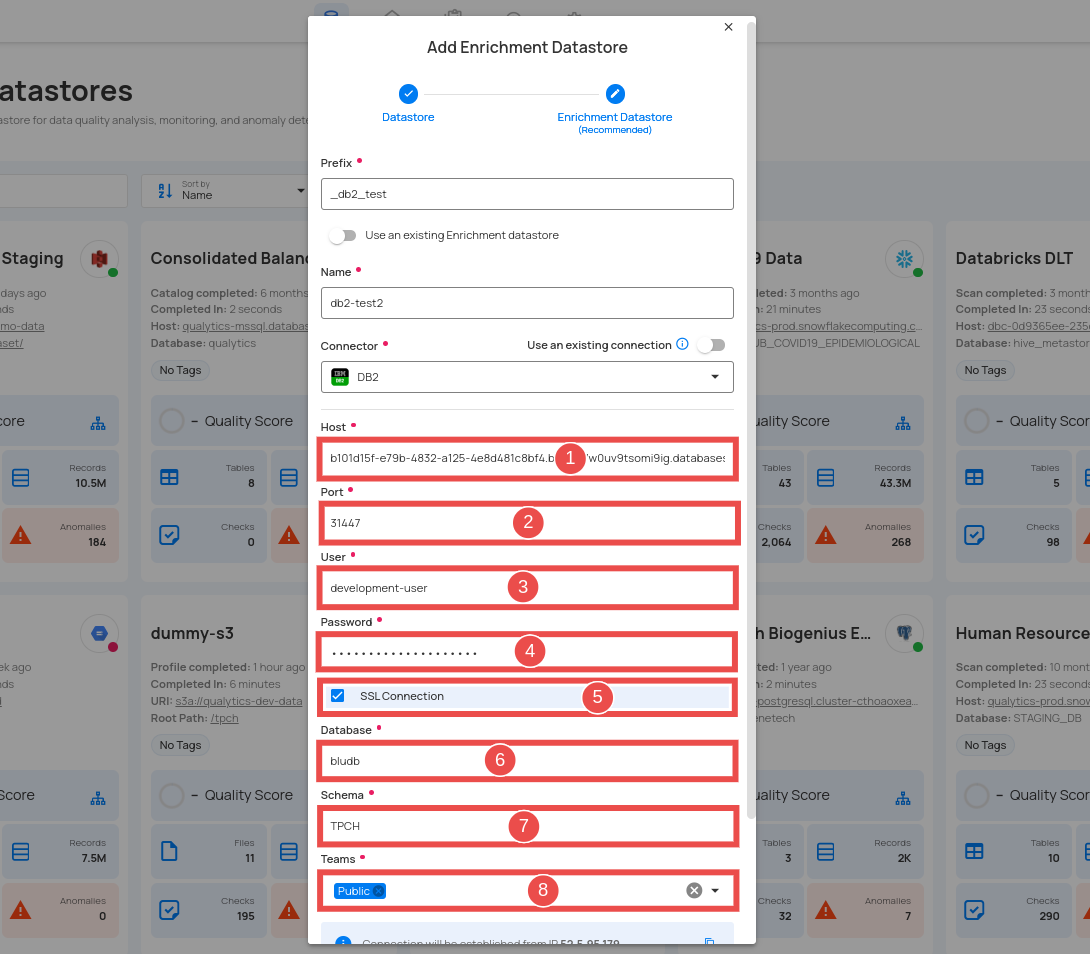 Add Enrichment Datastore
Datastore
Enrichment Datastore
(Recommended)
Prefix
_db2_test
Use an existing Enrichment datastore
Name
db2-test2
Connector
Use an existing connection
IBM
DB2
DB2
Host
b101d15f-e79b-4832-a125-4e8d481c8bf4.b
w0uv9tsomi9ig.databases
1
Port
31447
2
User
development-user
3
Password
4
SSL Connection
5
Database
bludb
6
Schema
TPCH
7
Teams
Public
8
Connection will be established from IP 52.5.95.179
atastores
astore for data quality analysis, monitoring, and anomaly dete
Sort by
Name
Staging
days ago
nds
mo-data
aset/
core
Records
10.5M
Anomalies
184
Consolidated Balanc
Catalog completed: 6 months
Completed In: 2 seconds
Host: qualytics-mssql.databas
Database: qualytics
No Tags
– Quality Score
Tables
8
Checks
0
9 Data
leted: 3 months ago
: 21 minutes
cs-prod.snowflakecomputing.c...
UB_COVID19_EPIDEMIOLOGICAL
uality Score
Tables
43
Records
43.3M
Checks
2,064
Anomalies
268
Databricks DLT
Scan completed: 3 month
Completed In: 23 second
Host: dbc-0d9365ee-235
Database: hive_metastor
No Tags
– Quality Score
Tables
5
Checks
98
ek ago
nds
Score
Records
7.5M
Anomalies
0
dummy-s3
Profile completed: 1 hour ago
Completed In: 6 minutes
URI: s3a://qualytics-dev-data
Root Path: /tpch
No Tags
– Quality Score
Files
11
Checks
195
h Biogenius E...
ted: 1 year ago
: 2 minutes
postgresql.cluster-cthoaoxea...
enetech
uality Score
Tables
3
Records
2K
Checks
32
Anomalies
7
Human Resource
Scan completed: 10 mont
Completed In: 23 second
Host: qualytics-prod.snow
Database: STAGING_DB
No Tags
– Quality Score
Tables
10
Checks
290